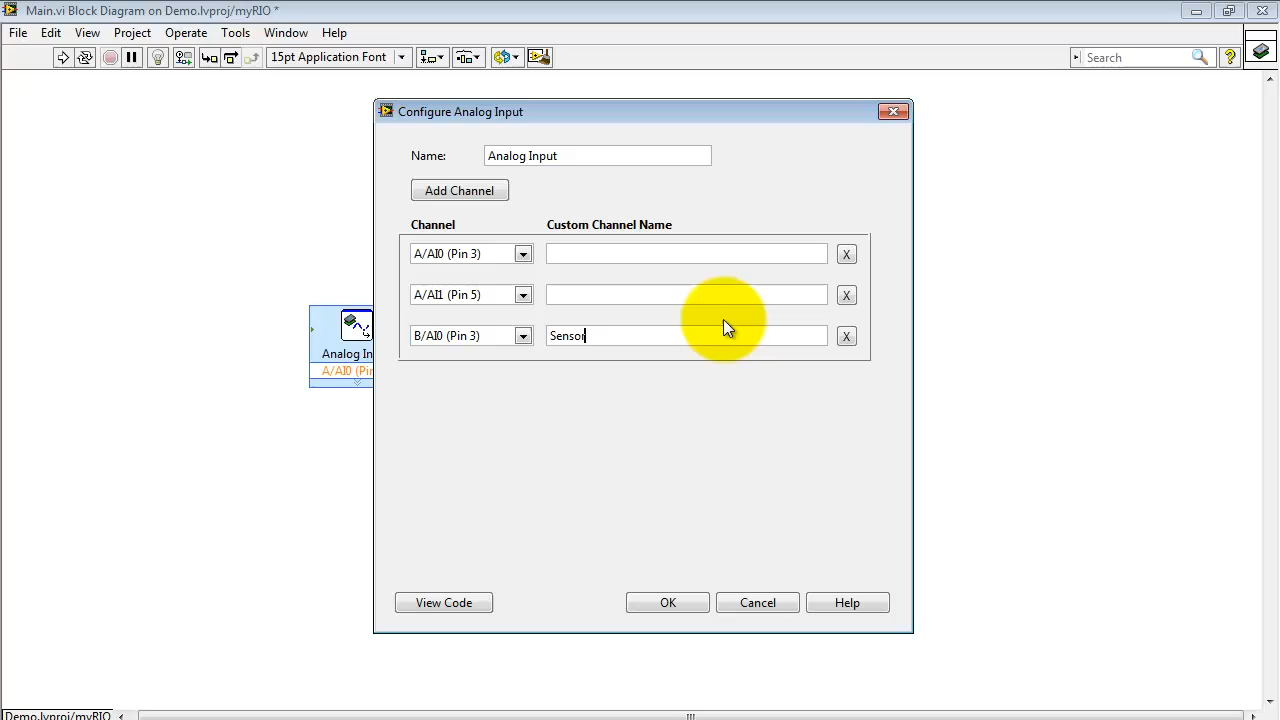 Main.vi Block Diagram on Demo.lvproj/myRIO *
File Edit View Project Operate Tools Window Help
15pt Application Font Search ?
Configure Analog Input
Name: Analog Input
Add Channel
Channel Custom Channel Name
A/AI0 (Pin 3) X
A/AI1 (Pin 5) X
B/AI0 (Pin 3) Sensor X
Analog In
A/AI0 (Pin
View Code OK Cancel Help
Demo.lvproj/myRIO